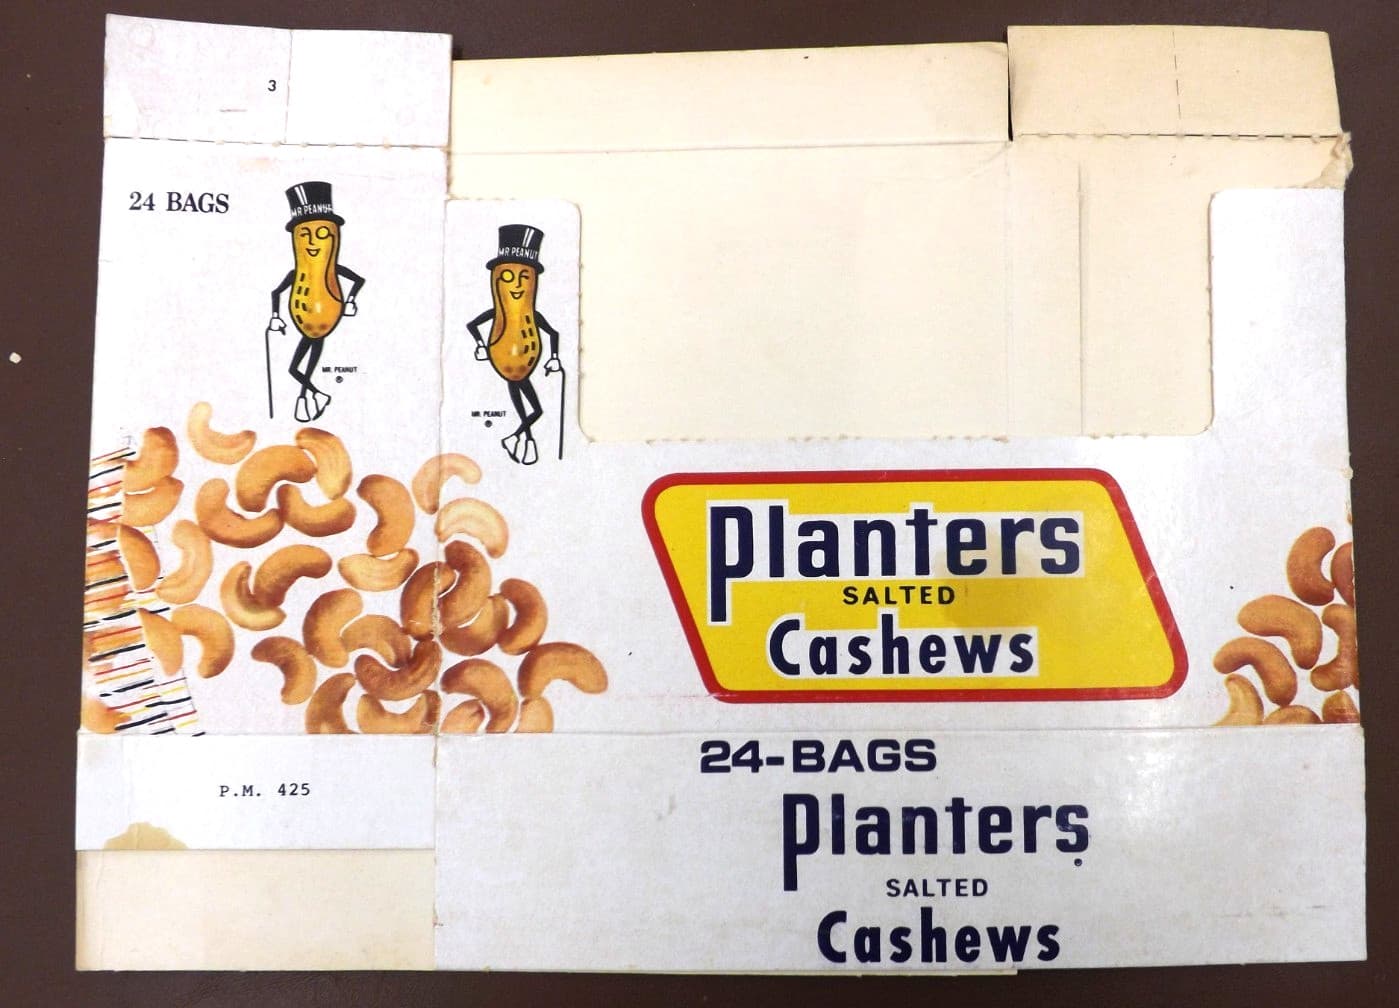 3
24 BAGS
MR PEANUT
MR. PEANUT
®
MR PEANUT
MR. PEANUT
®
Planters
SALTED
Cashews
P.M. 425
24-BAGS
Planters
®
SALTED
Cashews